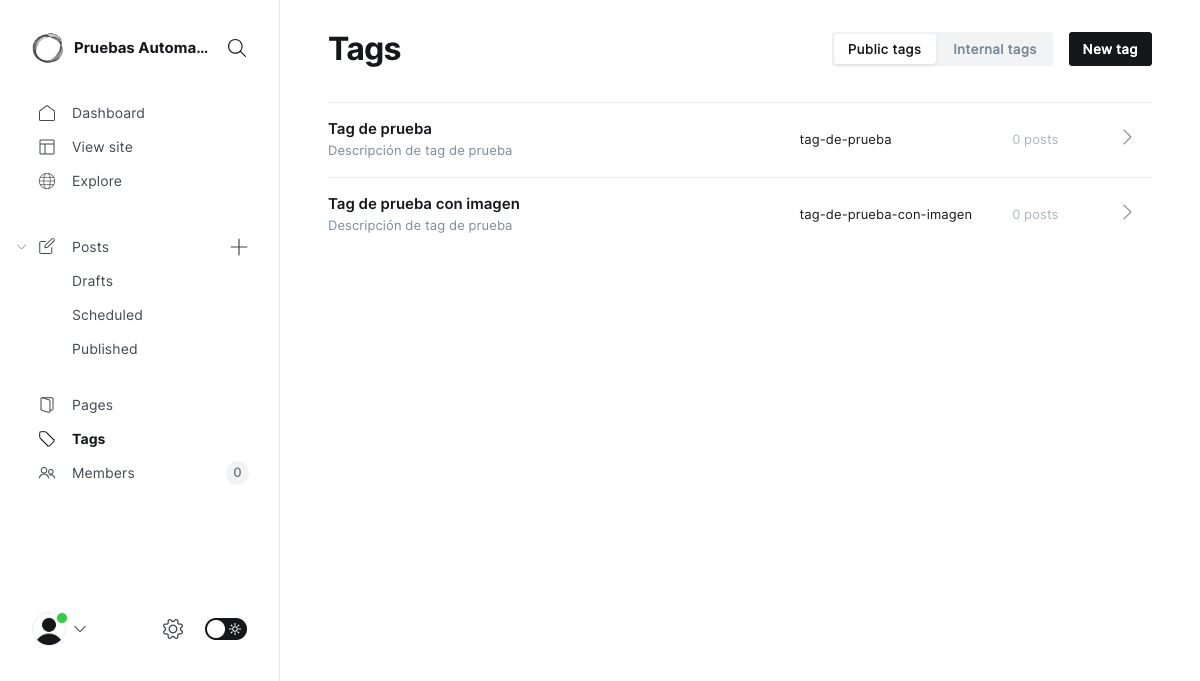 Pruebas Automa...
Dashboard
View site
Explore
Posts
Drafts
Scheduled
Published
Pages
Tags
Members
0
Tags
Public tags
Internal tags
New tag
Tag de prueba
Descripción de tag de prueba
tag-de-prueba
0 posts
Tag de prueba con imagen
Descripción de tag de prueba
tag-de-prueba-con-imagen
0 posts